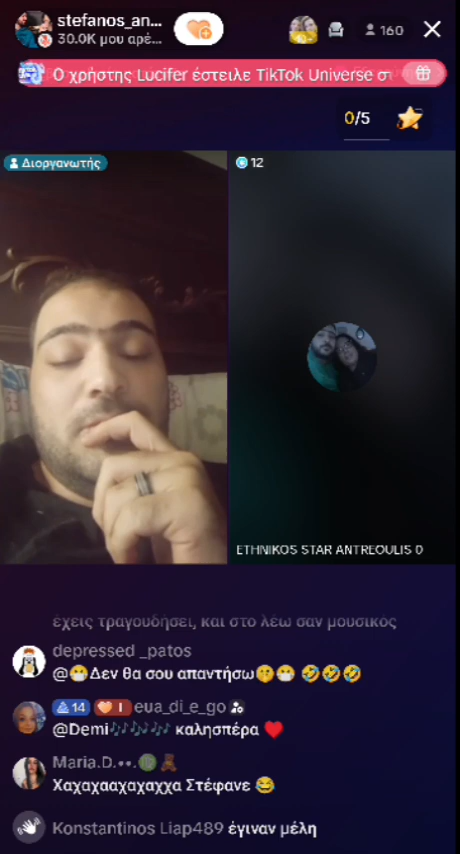 stefanos_an...
30.0K μου αρέ...
160
Ο χρήστης Lucifer έστειλε TikTok Universe στ
0/5
Διοργανωτής
12
ETHNIKOS STAR ANTREOULIS 0
έχεις τραγουδήσει, και στο λέω σαν μουσικός
depressed _patos
@😷Δεν θα σου απαντήσω🤫😷 🤣🤣🤣
14 I eua_di_e_go
@Demi🎶🎶🎶 καλησπέρα ♥️
Maria.D.••.
Χαχαχααχαχαχχα Στέφανε 😂
Konstantinos Liap489 έγιναν μέλη